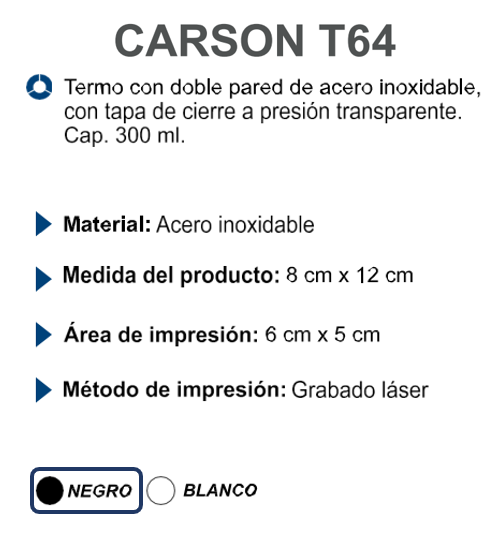 CARSON T64
Termo con doble pared de acero inoxidable,
con tapa de cierre a presión transparente.
Cap. 300 ml.
Material: Acero inoxidable
Medida del producto: 8 cm x 12 cm
Área de impresión: 6 cm x 5 cm
Método de impresión: Grabado láser
NEGRO BLANCO